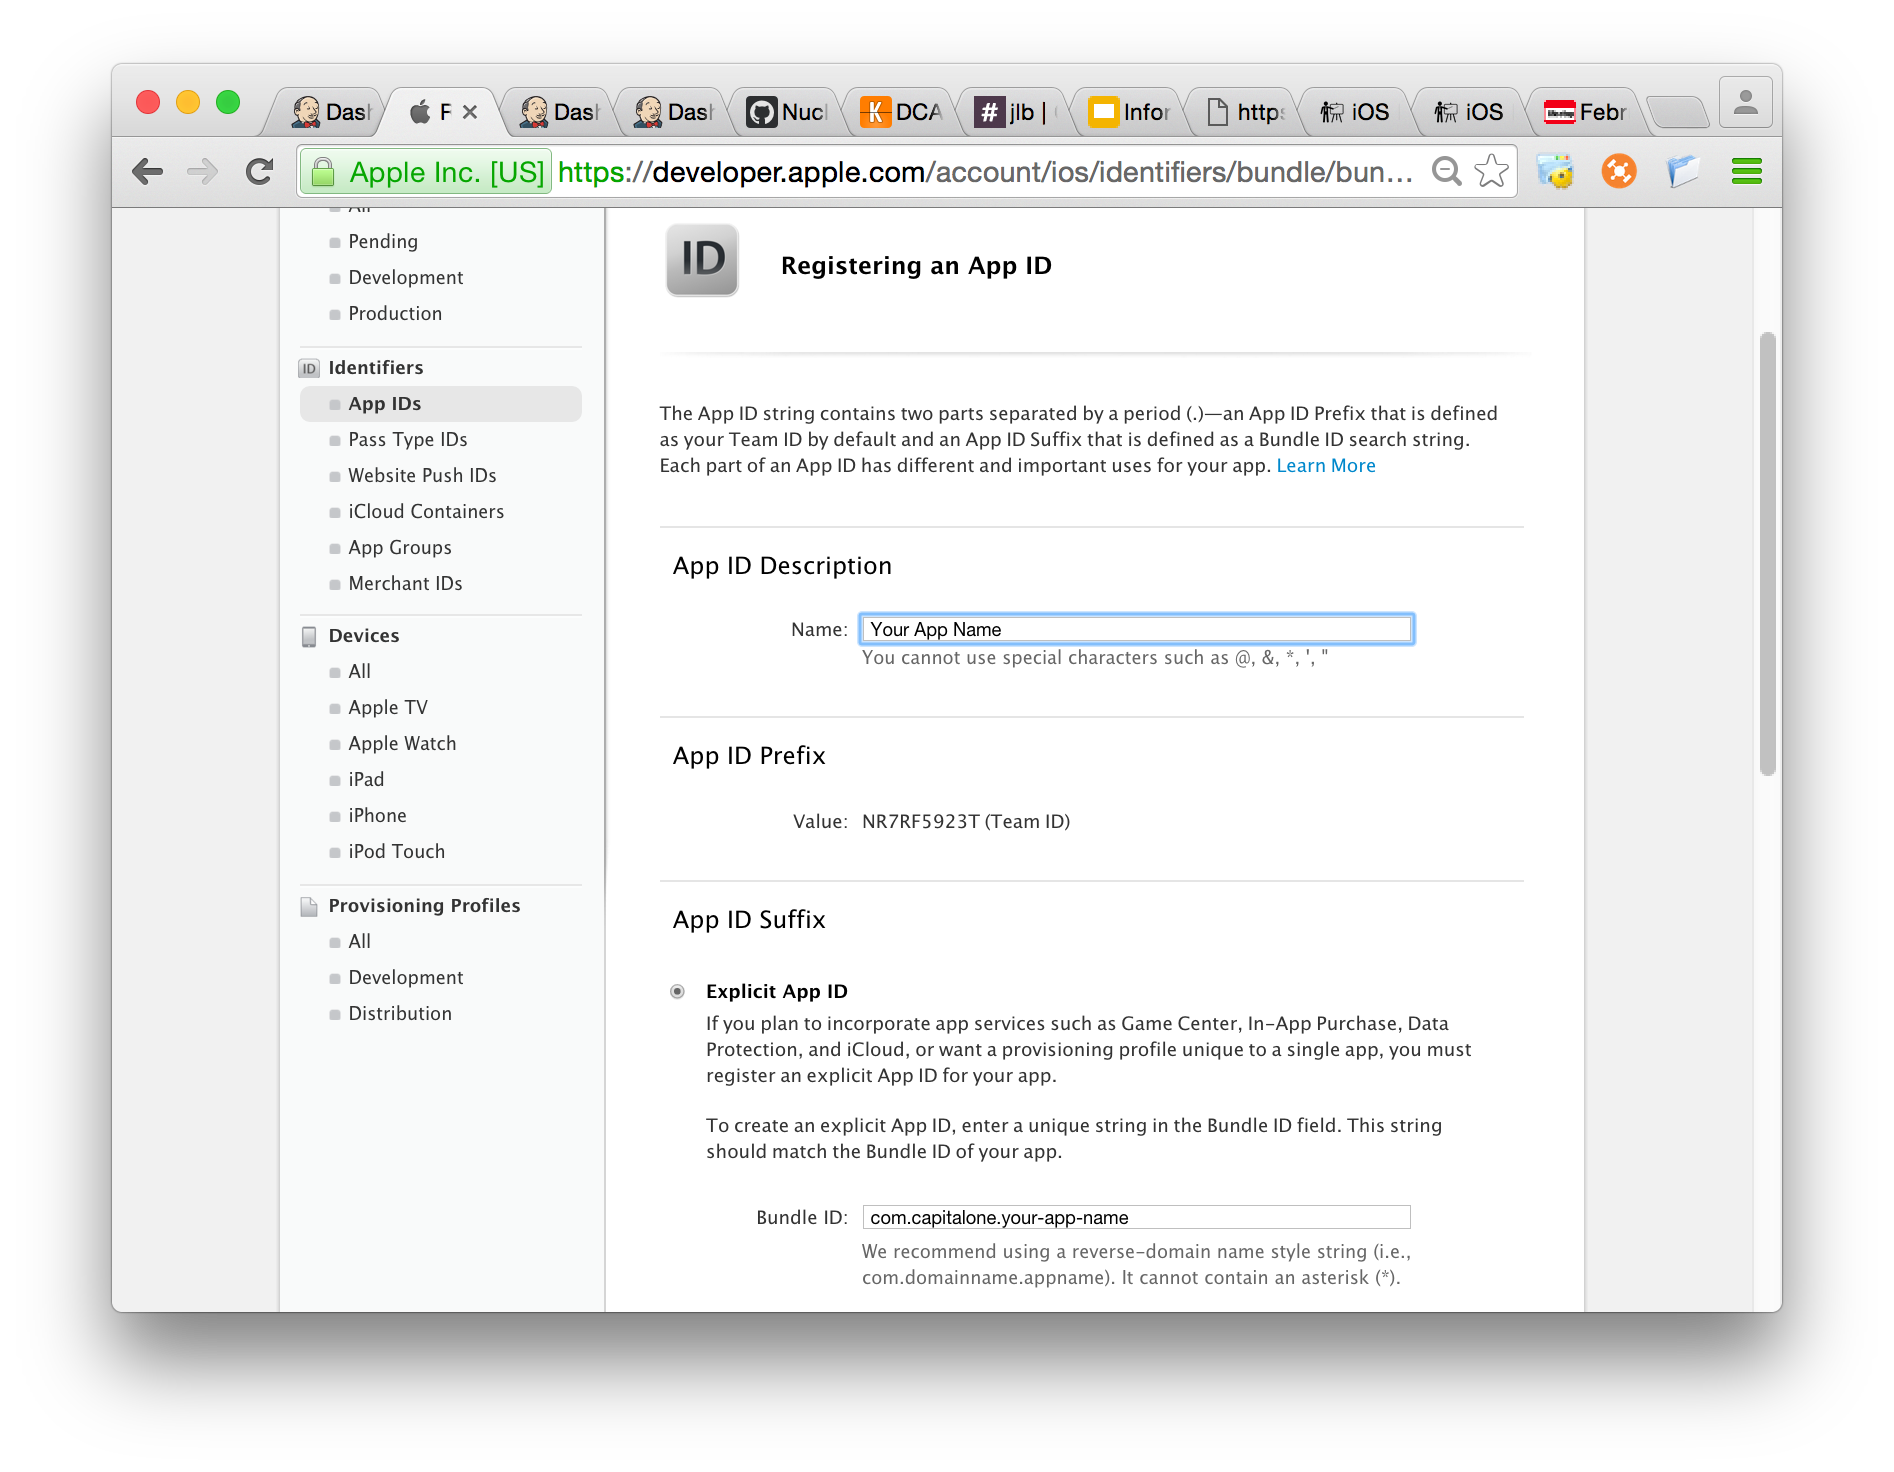 Dash
F
Dash
Dash
Nucl
K
DCA
# jlb |
Infor
https
iOS
iOS
Febr
Apple Inc. [US] https://developer.apple.com/account/ios/identifiers/bundle/bun...
All
Pending
Development
Production
ID Identifiers
App IDs
Pass Type IDs
Website Push IDs
iCloud Containers
App Groups
Merchant IDs
Devices
All
Apple TV
Apple Watch
iPad
iPhone
iPod Touch
Provisioning Profiles
All
Development
Distribution
ID
Registering an App ID
The App ID string contains two parts separated by a period (.)—an App ID Prefix that is defined
as your Team ID by default and an App ID Suffix that is defined as a Bundle ID search string.
Each part of an App ID has different and important uses for your app. Learn More
App ID Description
Name: Your App Name
You cannot use special characters such as @, &, *, ', "
App ID Prefix
Value: NR7RF5923T (Team ID)
App ID Suffix
Explicit App ID
If you plan to incorporate app services such as Game Center, In-App Purchase, Data
Protection, and iCloud, or want a provisioning profile unique to a single app, you must
register an explicit App ID for your app.
To create an explicit App ID, enter a unique string in the Bundle ID field. This string
should match the Bundle ID of your app.
Bundle ID: com.capitalone.your-app-name
We recommend using a reverse-domain name style string (i.e.,
com.domainname.appname). It cannot contain an asterisk (*).